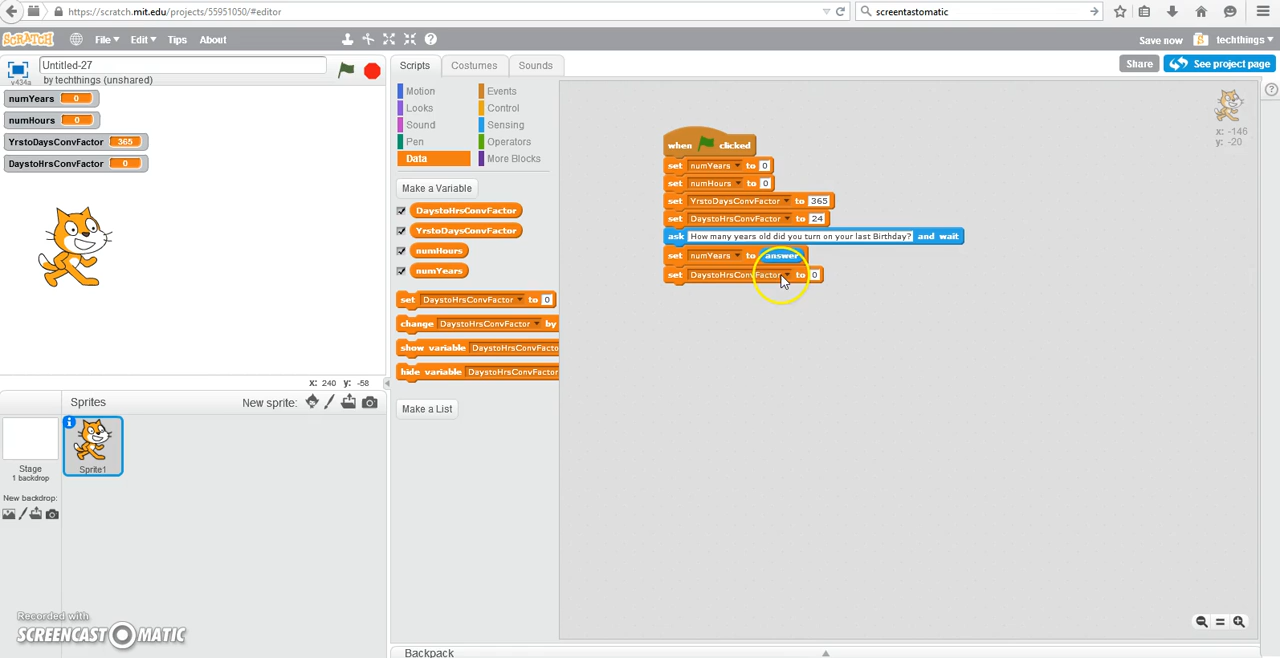 https://scratch.mit.edu/projects/55951050/#editor
screentastomatic
SCRATCH File Edit Tips About
Save now techthings
Untitled-27
by techthings (unshared)
v434a
Scripts Costumes Sounds
Share See project page
numYears 0
numHours 0
YrstoDaysConvFactor 365
DaystoHrsConvFactor 0
Motion Events
Looks Control
Sound Sensing
Pen Operators
Data More Blocks
Make a Variable
DaystoHrsConvFactor
YrstoDaysConvFactor
numHours
numYears
set DaystoHrsConvFactor to 0
change DaystoHrsConvFactor by
show variable DaystoHrsConvFacto
hide variable DaystoHrsConvFacto
Make a List
when clicked
set numYears to 0
set numHours to 0
set YrstoDaysConvFactor to 365
set DaystoHrsConvFactor to 24
ask How many years old did you turn on your last Birthday? and wait
set numYears to answer
set DaystoHrsConvFactor to 0
x: -146
y: -20
x: 240 y: -58
Sprites New sprite:
Sprite1
Stage
1 backdrop
New backdrop:
Recorded with
SCREENCAST MATIC
Backpack